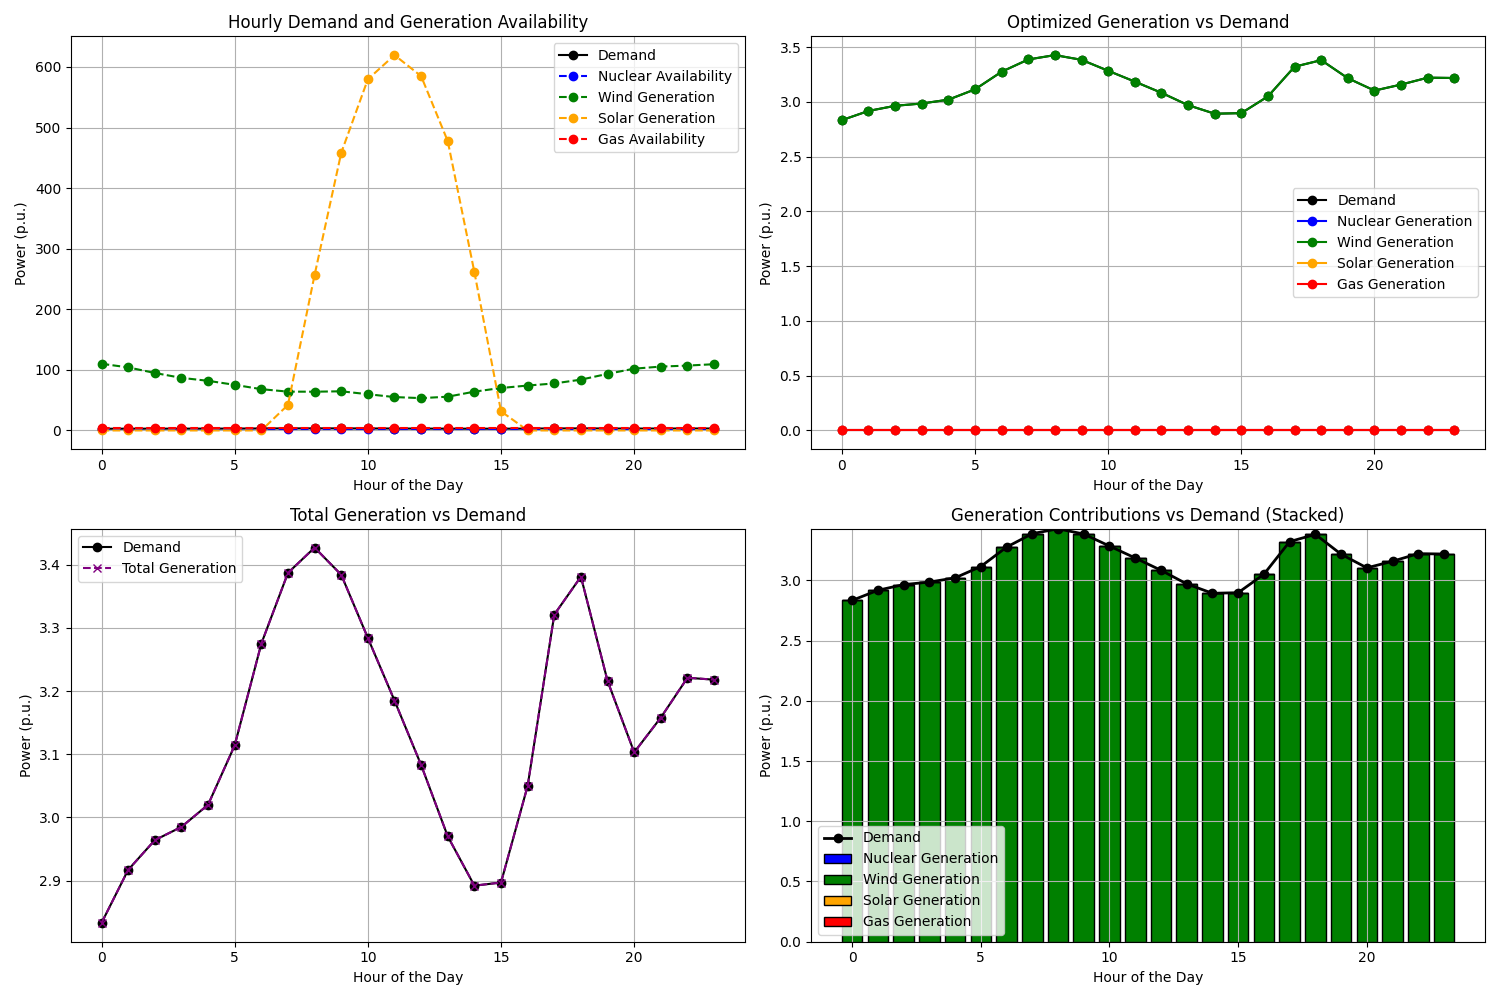 Hourly Demand and Generation Availability
Power (p.u.)
600
500
400
300
200
100
0
Demand
Nuclear Availability
Wind Generation
Solar Generation
Gas Availability
0 5 10 15 20
Hour of the Day
Optimized Generation vs Demand
Power (p.u.)
3.5
3.0
2.5
2.0
1.5
1.0
0.5
0.0
Demand
Nuclear Generation
Wind Generation
Solar Generation
Gas Generation
0 5 10 15 20
Hour of the Day
Total Generation vs Demand
Power (p.u.)
3.4
3.3
3.2
3.1
3.0
2.9
Demand
Total Generation
0 5 10 15 20
Hour of the Day
Generation Contributions vs Demand (Stacked)
Power (p.u.)
3.0
2.5
2.0
1.5
1.0
0.5
0.0
Demand
Nuclear Generation
Wind Generation
Solar Generation
Gas Generation
0 5 10 15 20
Hour of the Day